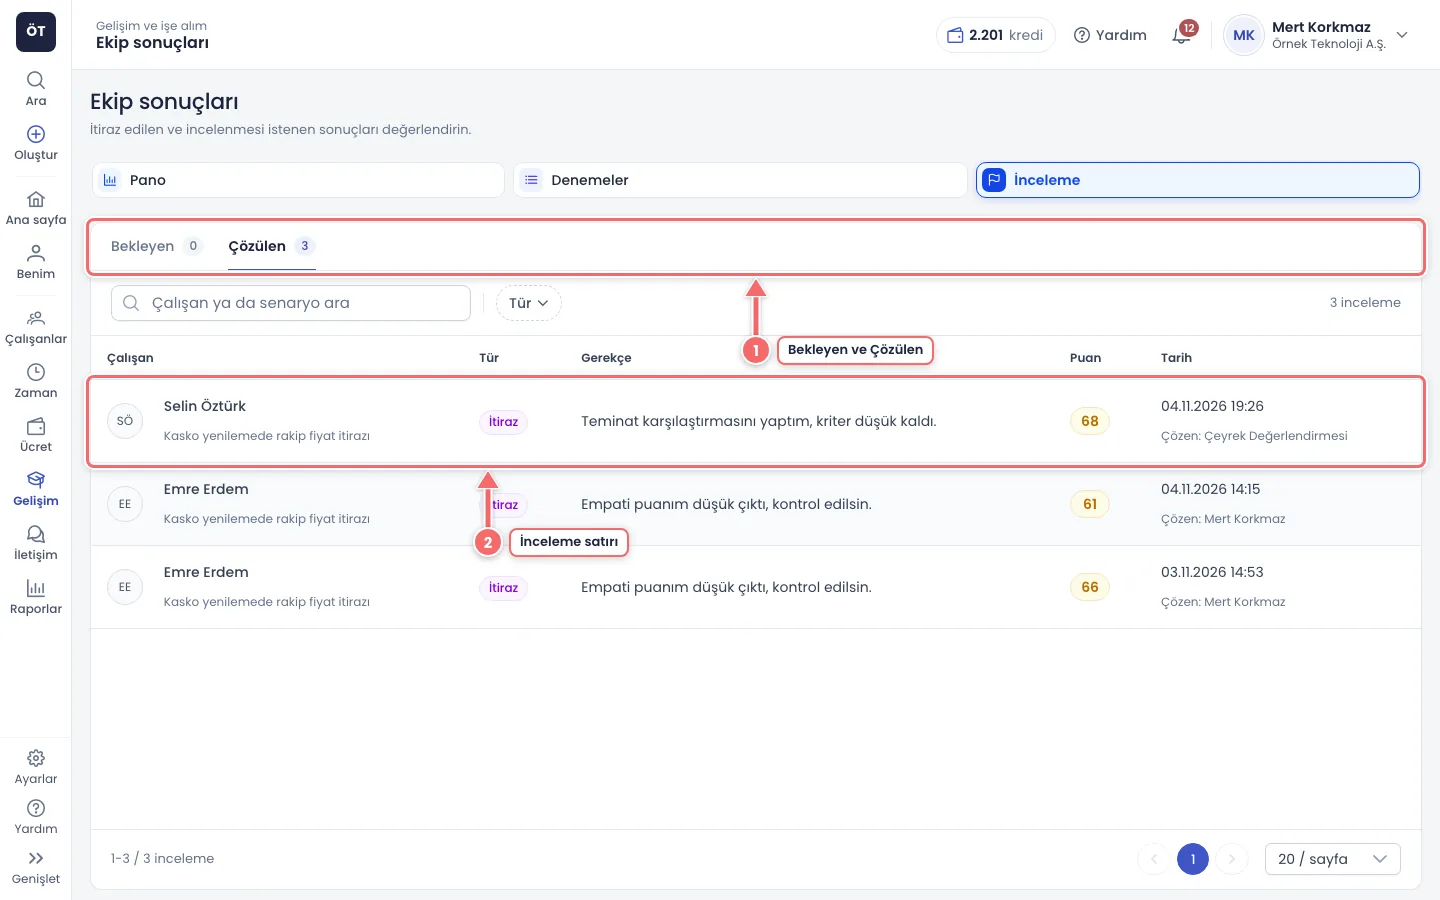 ÖT
Ara
Oluştur
Ana sayfa
Benim
Çalışanlar
Zaman
Ücret
Gelişim
İletişim
Raporlar
Ayarlar
Yardım
Genişlet
Gelişim ve işe alım
Ekip sonuçları
2.201 kredi
Yardım
12
MK
Mert Korkmaz
Örnek Teknoloji A.Ş.
Ekip sonuçları
İtiraz edilen ve incelenmesi istenen sonuçları değerlendirin.
Pano
Denemeler
İnceleme
Bekleyen 0 Çözülen 3
Çalışan ya da senaryo ara
Tür
3 inceleme
1 Bekleyen ve Çözülen
Çalışan Tür Gerekçe Puan Tarih
SÖ
Selin Öztürk
Kasko yenilemede rakip fiyat itirazı
İtiraz
Teminat karşılaştırmasını yaptım, kriter düşük kaldı.
68
04.11.2026 19:26
Çözen: Çeyrek Değerlendirmesi
EE
Emre Erdem
Kasko yenilemede rakip fiyat itirazı
tiraz
Empati puanım düşük çıktı, kontrol edilsin.
61
04.11.2026 14:15
Çözen: Mert Korkmaz
2 İnceleme satırı
EE
Emre Erdem
Kasko yenilemede rakip fiyat itirazı
İtiraz
Empati puanım düşük çıktı, kontrol edilsin.
66
03.11.2026 14:53
Çözen: Mert Korkmaz
1-3 / 3 inceleme
1
20 / sayfa